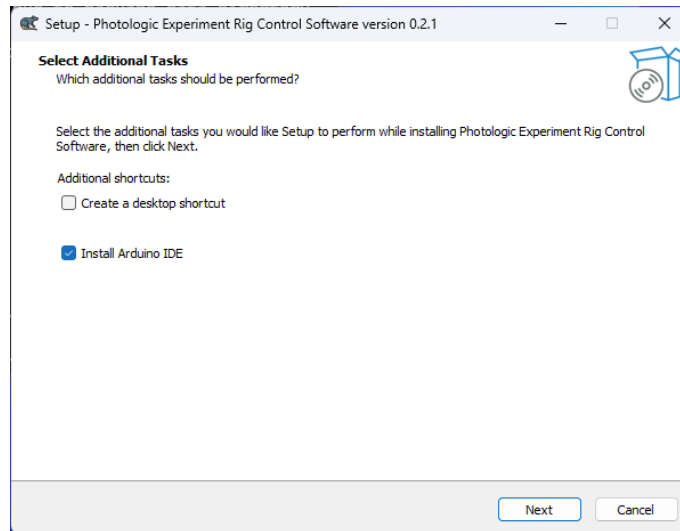 Setup - Photologic Experiment Rig Control Software version 0.2.1
Select Additional Tasks
Which additional tasks should be performed?
Select the additional tasks you would like Setup to perform while installing Photologic Experiment Rig Control
Software, then click Next.
Additional shortcuts:
Create a desktop shortcut
Install Arduino IDE
Next
Cancel